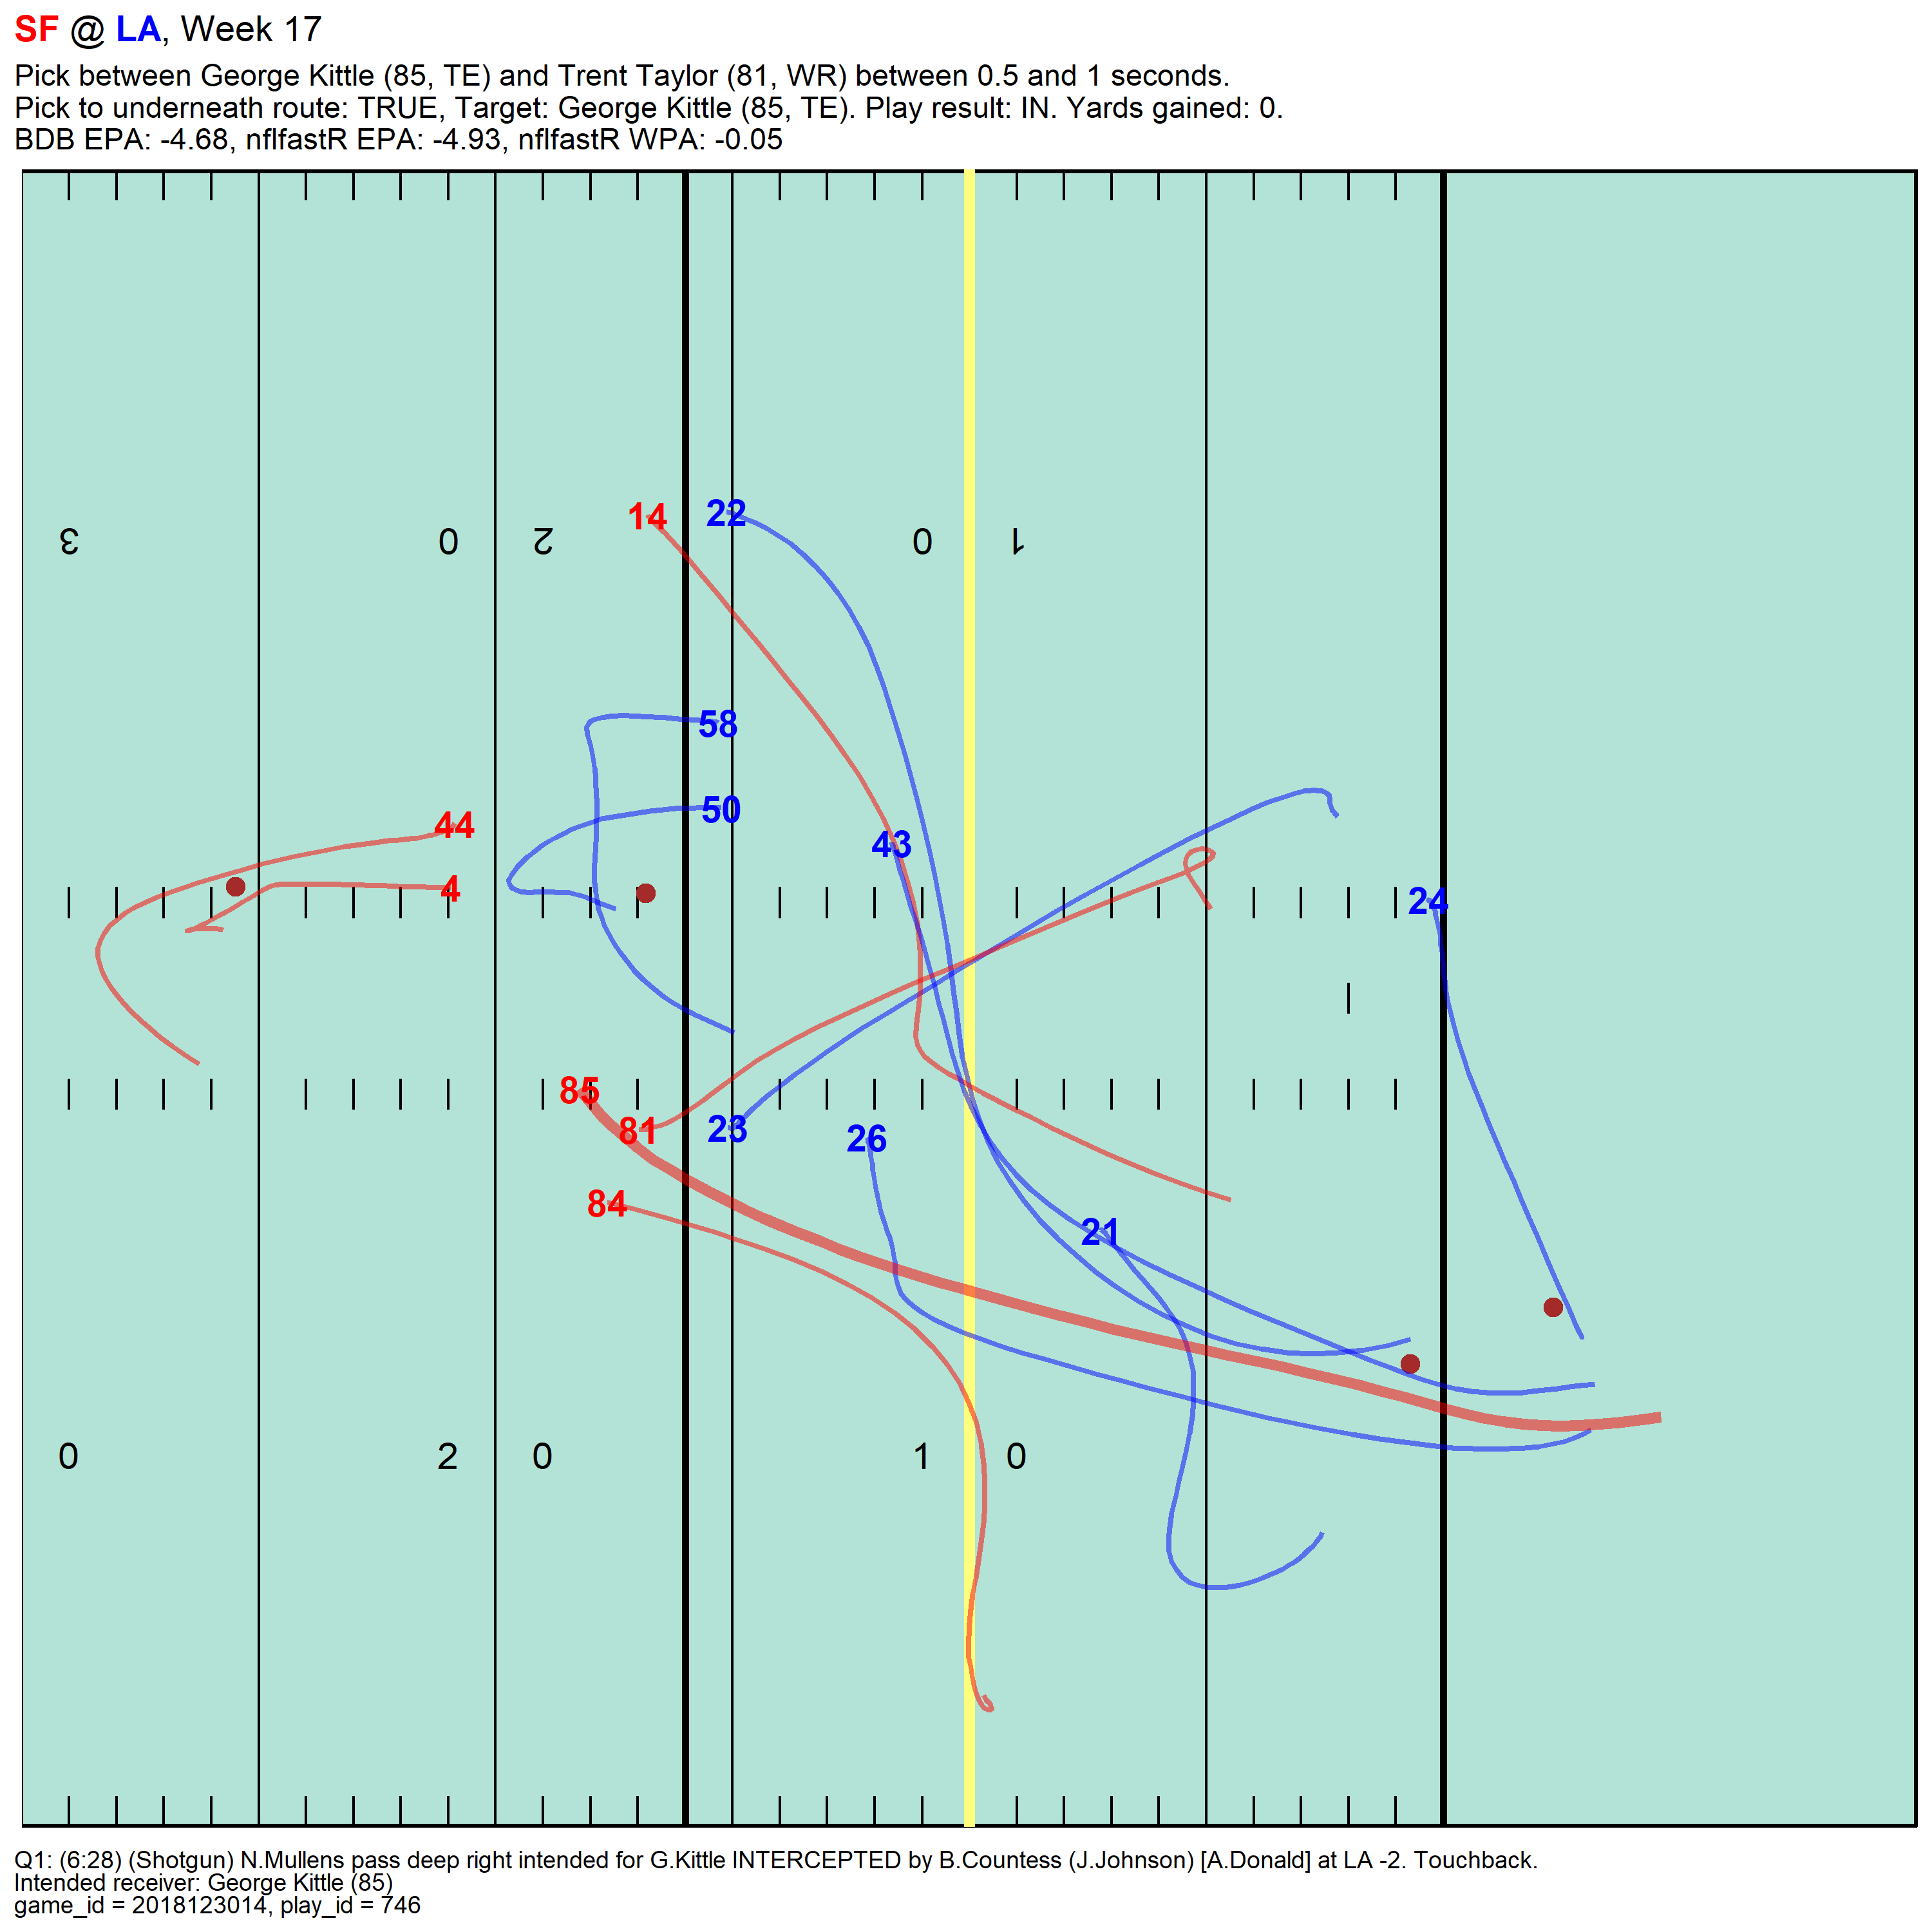 SF @ LA, Week 17
Pick between George Kittle (85, TE) and Trent Taylor (81, WR) between 0.5 and 1 seconds.
Pick to underneath route: TRUE, Target: George Kittle (85, TE). Play result: IN. Yards gained: 0.
BDB EPA: -4.68, nflfastR EPA: -4.93, nflfastR WPA: -0.05
14 22
3 0 2 0 1
58
50
44 43
4 24
85
81 23 26
84 21
0 2 0 1 0
Q1: (6:28) (Shotgun) N.Mullens pass deep right intended for G.Kittle INTERCEPTED by B.Countess (J.Johnson) [A.Donald] at LA -2. Touchback.
Intended receiver: George Kittle (85)
game_id = 2018123014, play_id = 746